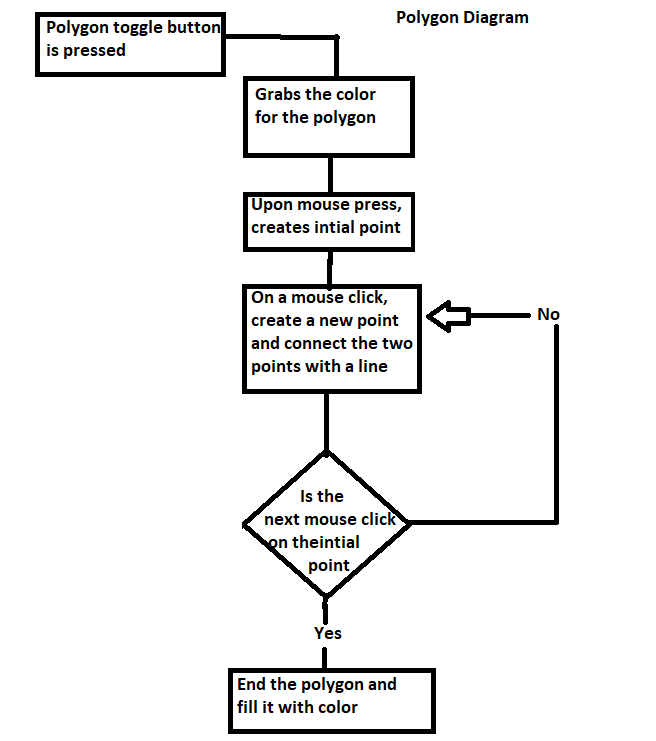 Polygon Diagram
Polygon toggle button
is pressed
Grabs the color
for the polygon
Upon mouse press,
creates intial point
On a mouse click,
create a new point
and connect the two
points with a line
No
Is the
next mouse click
on theintial
point
Yes
End the polygon and
fill it with color